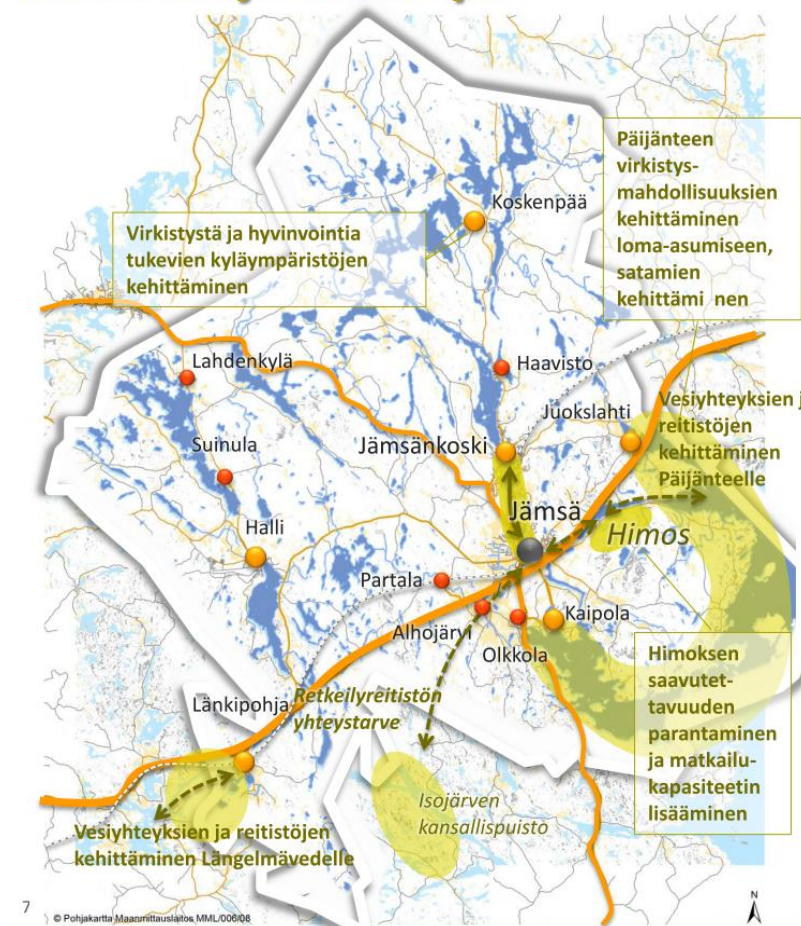 Päijänteen
virkistys-
mahdollisuuksien
kehittäminen
loma-asumiseen,
satamien
kehittämi nen
Koskenpää
Virkistystä ja hyvinvointia
tukevien kyläympäristöjen
kehittäminen
Lahdenkylä
Haavisto
Juokslahti
Vesiyhteyksien j
reitistöjen
kehittäminen
Päijänteelle
Suinula
Jämsänkoski
Jämsä
Himos
Halli
Partala
Kaipola
Alhojärvi
Olkkola
Himoksen
saavutet-
tavuuden
parantaminen
ja matkailu-
kapasiteetin
lisääminen
Länkipohja
Retkeilyreitistön
yhteystarve
Isojärven
kansallispuisto
Vesiyhteyksien ja reitistöjen
kehittäminen Längelmävedelle
7
© Pohjakartta Maanmittauslaitos MML/006/08
N